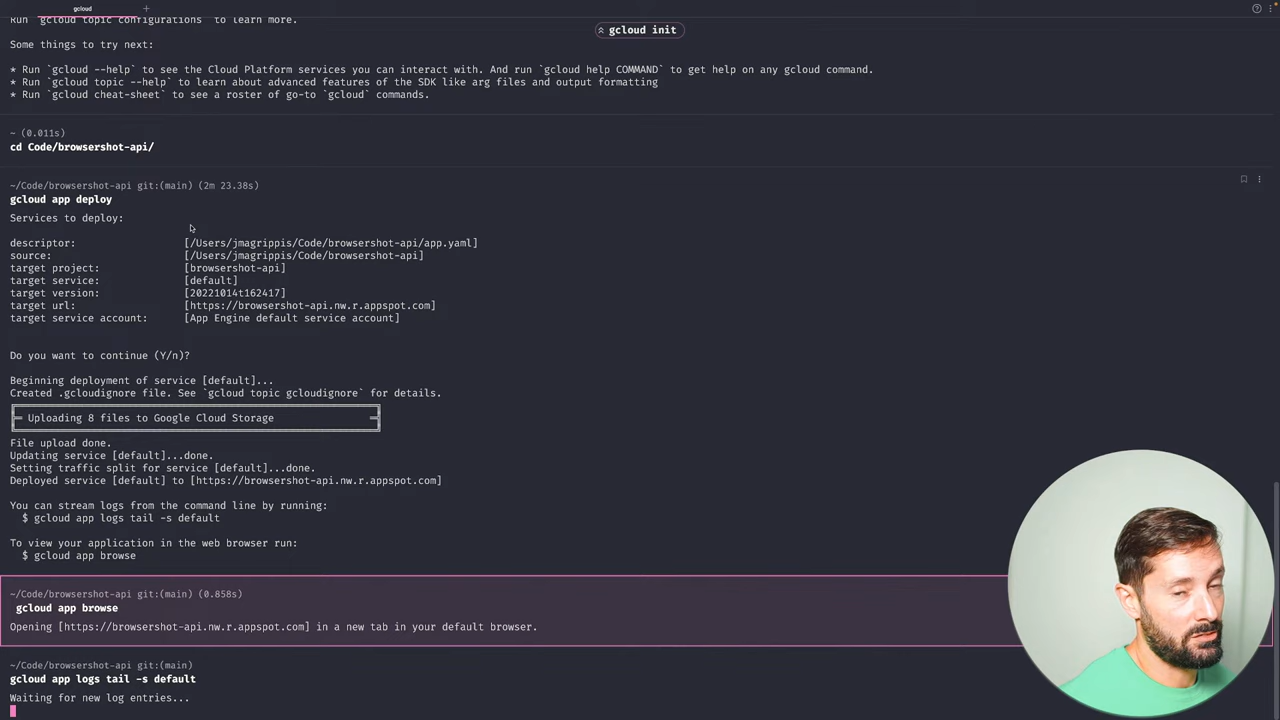 gcloud
Run `gcloud topic configurations` to learn more.
gcloud init
Some things to try next:
* Run `gcloud --help` to see the Cloud Platform services you can interact with. And run `gcloud help COMMAND` to get help on any gcloud command.
* Run `gcloud topic --help` to learn about advanced features of the SDK like arg files and output formatting
* Run `gcloud cheat-sheet` to see a roster of go-to `gcloud` commands.
~ (0.011s)
cd Code/browsershot-api/
~/Code/browsershot-api git:(main) (2m 23.38s)
gcloud app deploy
Services to deploy:
descriptor: [/Users/jmagrippis/Code/browsershot-api/app.yaml]
source: [/Users/jmagrippis/Code/browsershot-api]
target project: [browsershot-api]
target service: [default]
target version: [20221014t162417]
target url: [https://browsershot-api.nw.r.appspot.com]
target service account: [App Engine default service account]
Do you want to continue (Y/n)?
Beginning deployment of service [default]...
Created .gcloudignore file. See `gcloud topic gcloudignore` for details.
Uploading 8 files to Google Cloud Storage
File upload done.
Updating service [default]...done.
Setting traffic split for service [default]...done.
Deployed service [default] to [https://browsershot-api.nw.r.appspot.com]
You can stream logs from the command line by running:
$ gcloud app logs tail -s default
To view your application in the web browser run:
$ gcloud app browse
~/Code/browsershot-api git:(main) (0.858s)
gcloud app browse
Opening [https://browsershot-api.nw.r.appspot.com] in a new tab in your default browser.
~/Code/browsershot-api git:(main)
gcloud app logs tail -s default
Waiting for new log entries...